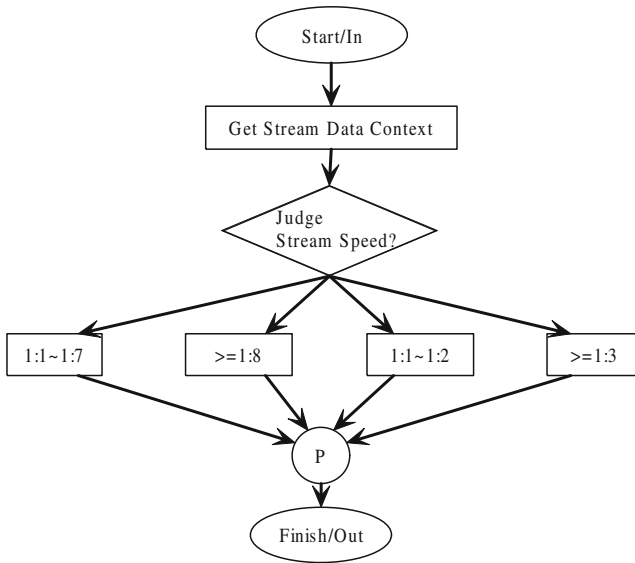 Start/In
Get Stream Data Context
Judge
Stream Speed?
1:1~1:7
>=1:8
1:1~1:2
>=1:3
P
Finish/Out